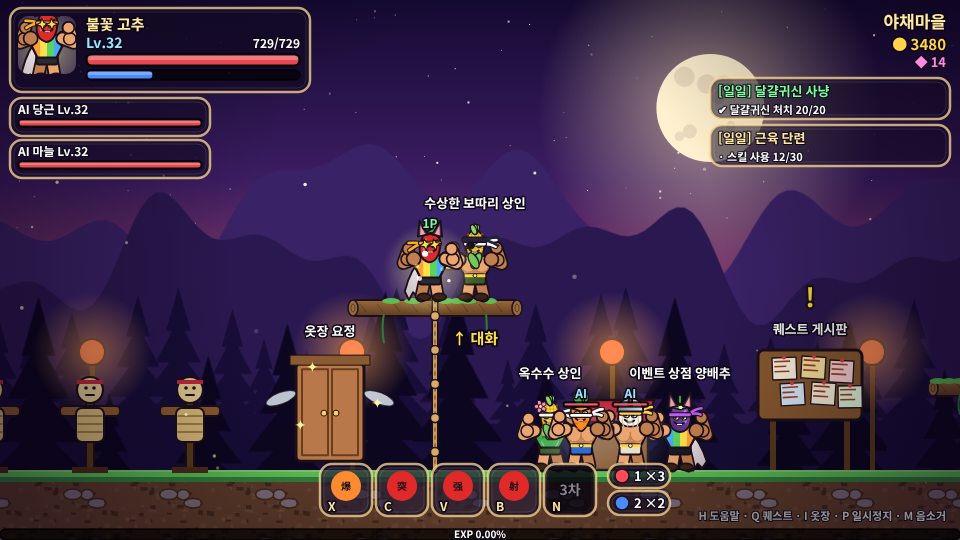 불꽃 고추
Lv.32
729/729
AI 당근 Lv.32
AI 마늘 Lv.32
야채마을
3480
14
[일일] 달걀귀신 사냥
✔ 달걀귀신 처치 20/20
[일일] 근육 단련
· 스킬 사용 12/30
수상한 보따리 상인
1P
↑ 대화
옷장 요정
!
퀘스트 게시판
옥수수 상인
이벤트 상점 양배추
AI
AI
爆
X
突
C
强
V
射
B
3차
N
1 ×3
2 ×2
H 도움말 · Q 퀘스트 · I 옷장 · P 일시정지 · M 음소거
EXP 0.00%